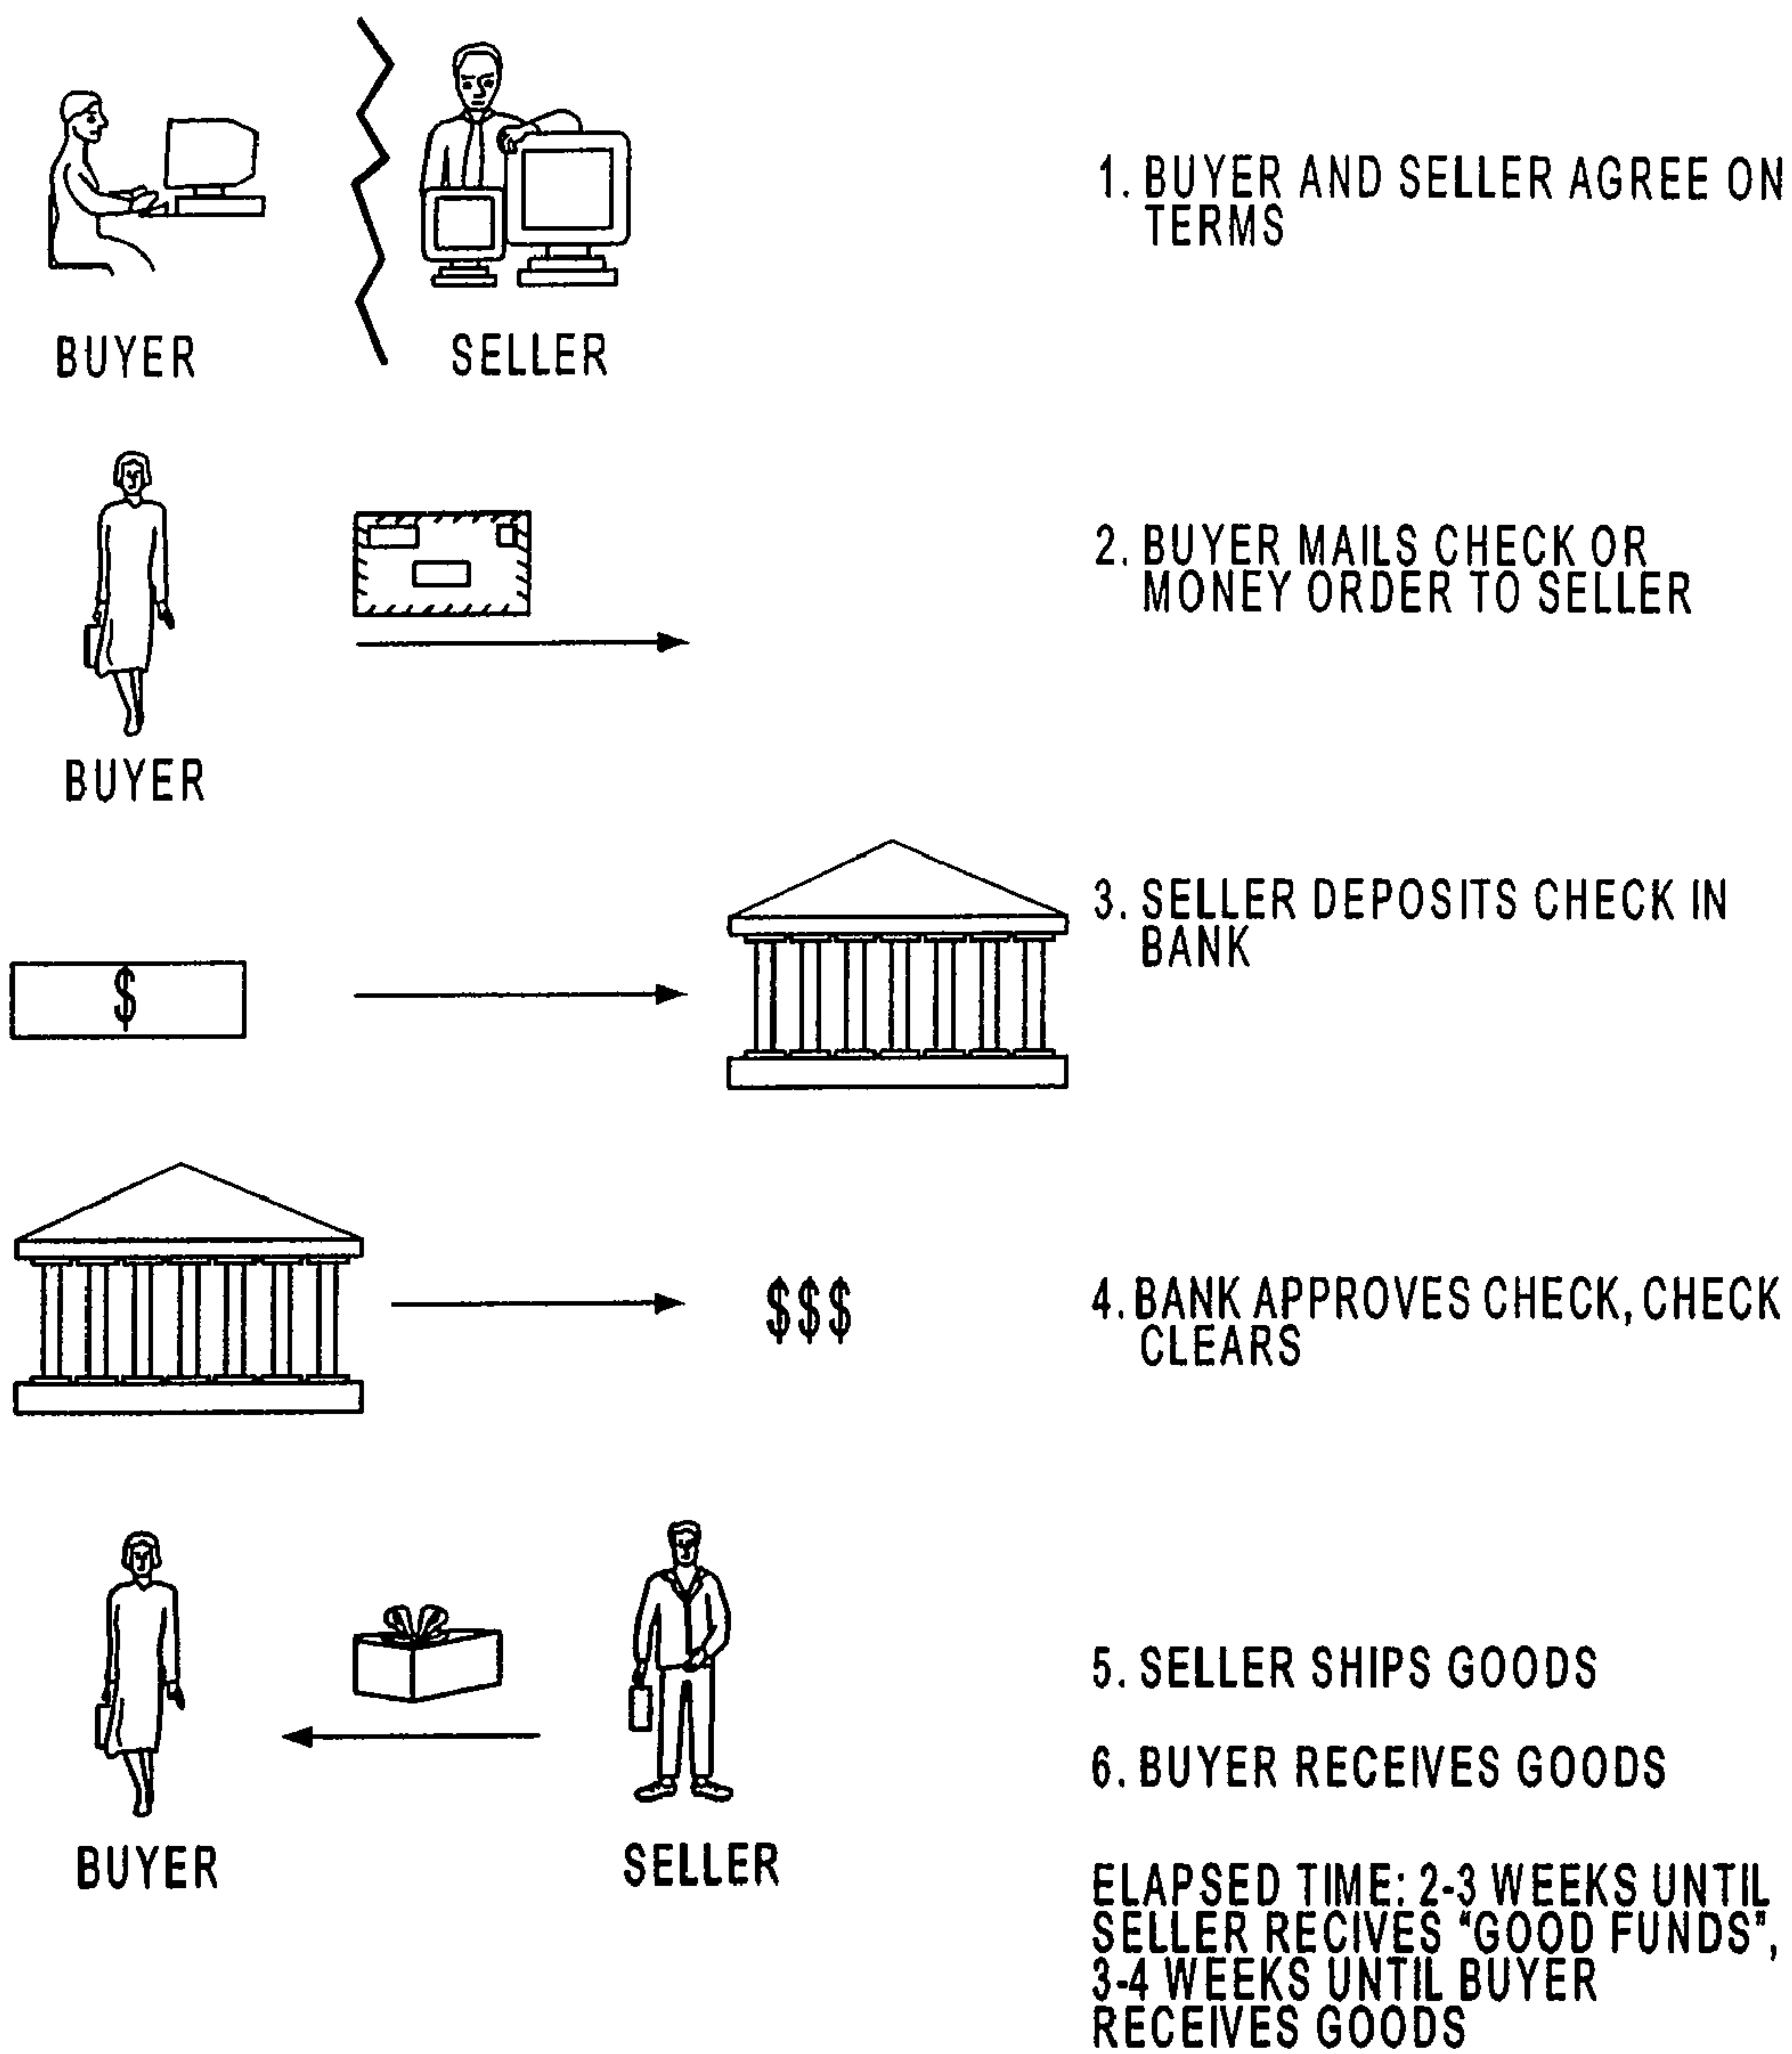 1. BUYER AND SELLER AGREE ON
TERMS
BUYER
SELLER
2. BUYER MAILS CHECK OR
MONEY ORDER TO SELLER
BUYER
3. SELLER DEPOSITS CHECK IN
BANK
$
$$$
4. BANK APPROVES CHECK, CHECK
CLEARS
5. SELLER SHIPS GOODS
6. BUYER RECEIVES GOODS
BUYER
SELLER
ELAPSED TIME: 2-3 WEEKS UNTIL
SELLER RECIVES "GOOD FUNDS",
3-4 WEEKS UNTIL BUYER
RECEIVES GOODS